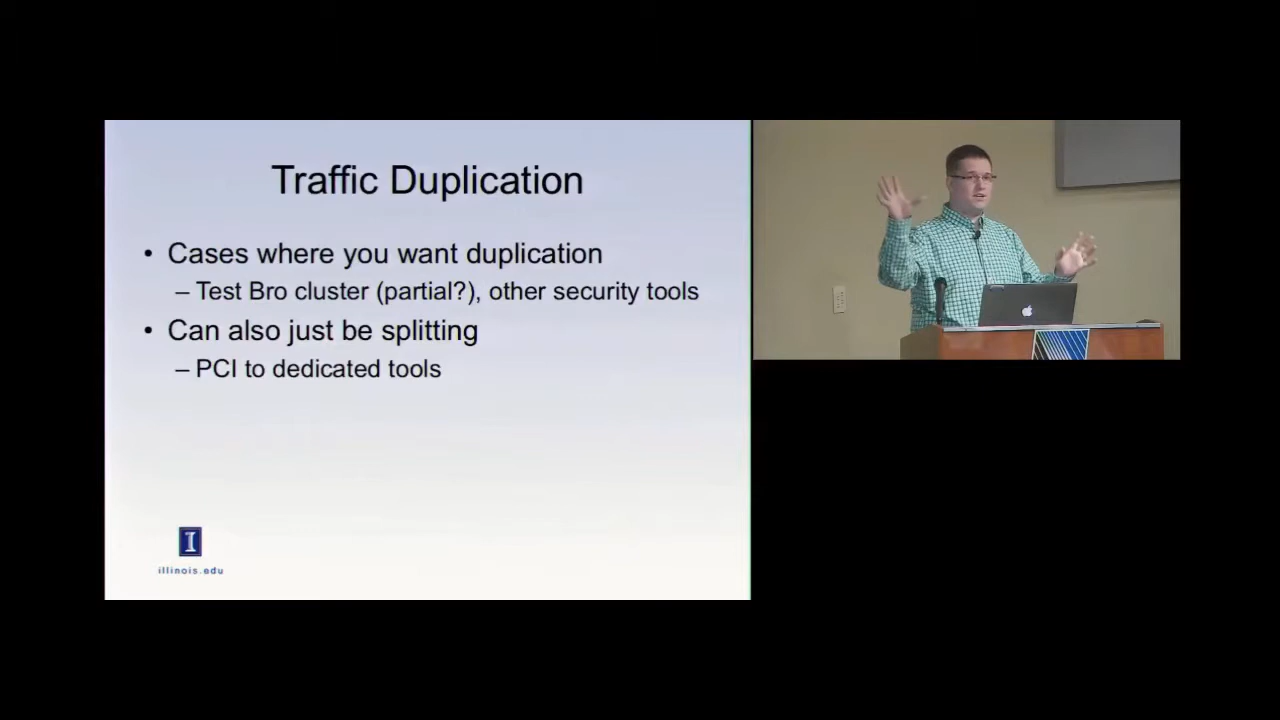 Traffic Duplication
• Cases where you want duplication
– Test Bro cluster (partial?), other security tools
• Can also just be splitting
– PCI to dedicated tools
I
illinois.edu